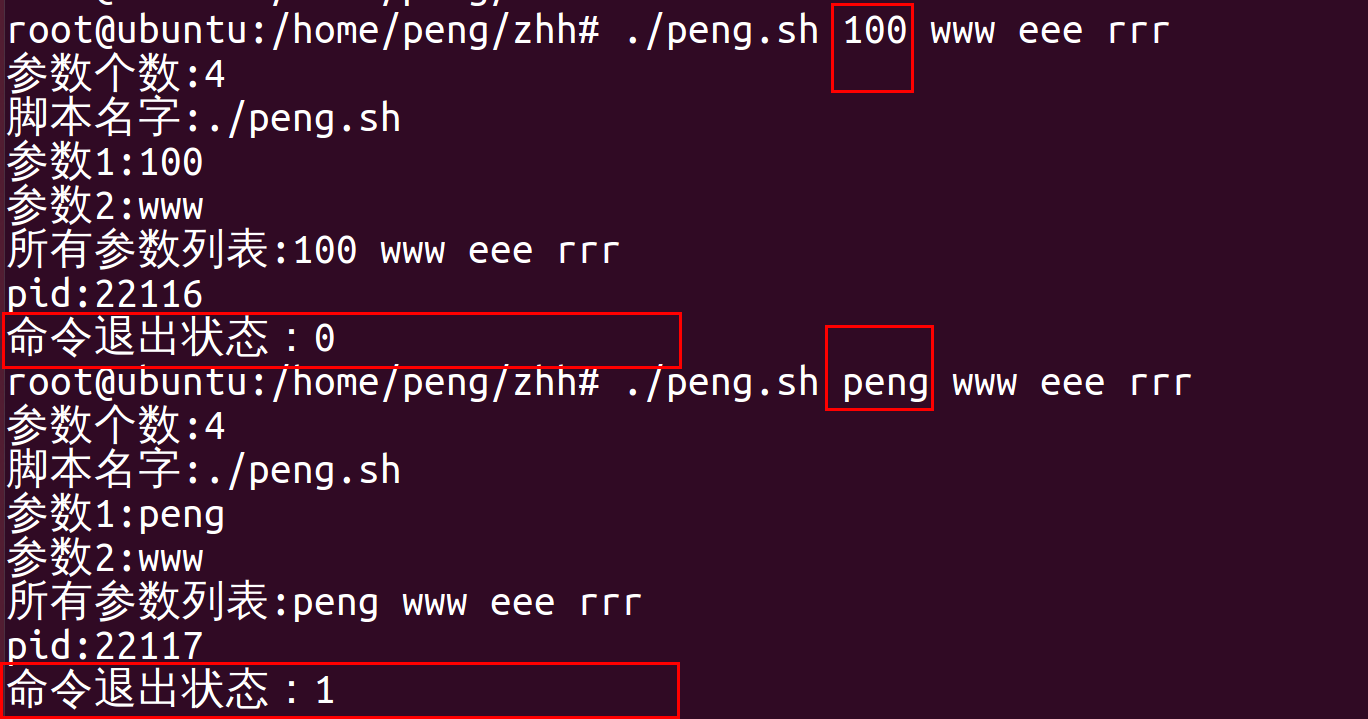 root@ubuntu:/home/peng/zhh# ./peng.sh 100 www eee rrr
参数个数:4
脚本名字:./peng.sh
参数1:100
参数2:www
所有参数列表:100 www eee rrr
pid:22116
命令退出状态：0
root@ubuntu:/home/peng/zhh# ./peng.sh peng www eee rrr
参数个数:4
脚本名字:./peng.sh
参数1:peng
参数2:www
所有参数列表:peng www eee rrr
pid:22117
命令退出状态：1